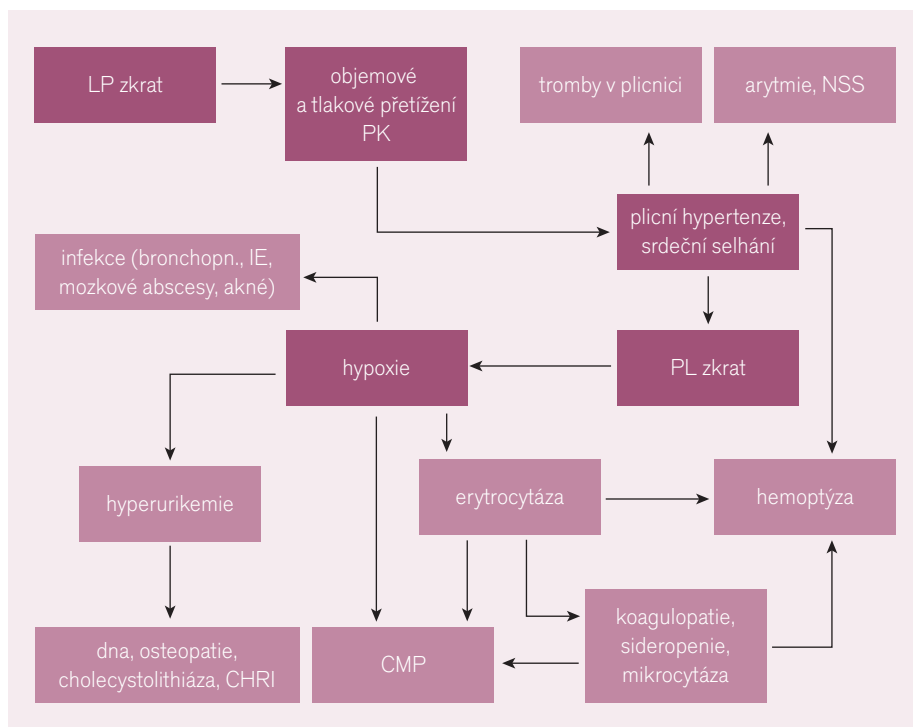 LP zkrat
objemové
a tlakové přetížení
PK
tromby v plicnici
arytmie, NSS
plicní hypertenze,
srdeční selhání
infekce (bronchopn., IE,
mozkové abscesy, akné)
hypoxie
PL zkrat
hyperurikemie
erytrocytáza
hemoptýza
dna, osteopatie,
cholecystolithiáza, CHRI
CMP
koagulopatie,
sideropenie,
mikrocytáza